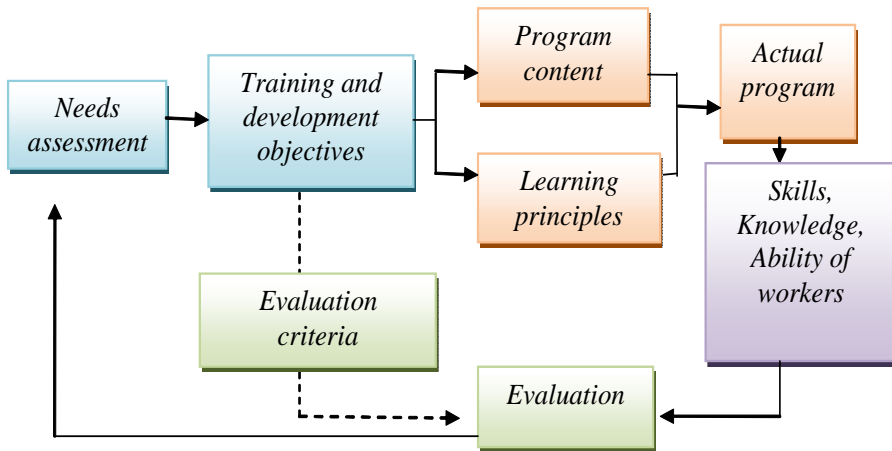 Needs
assessment
Training and
development
objectives
Program
content
Learning
principles
Actual
program
Skills,
Knowledge,
Ability of
workers
Evaluation
criteria
Evaluation